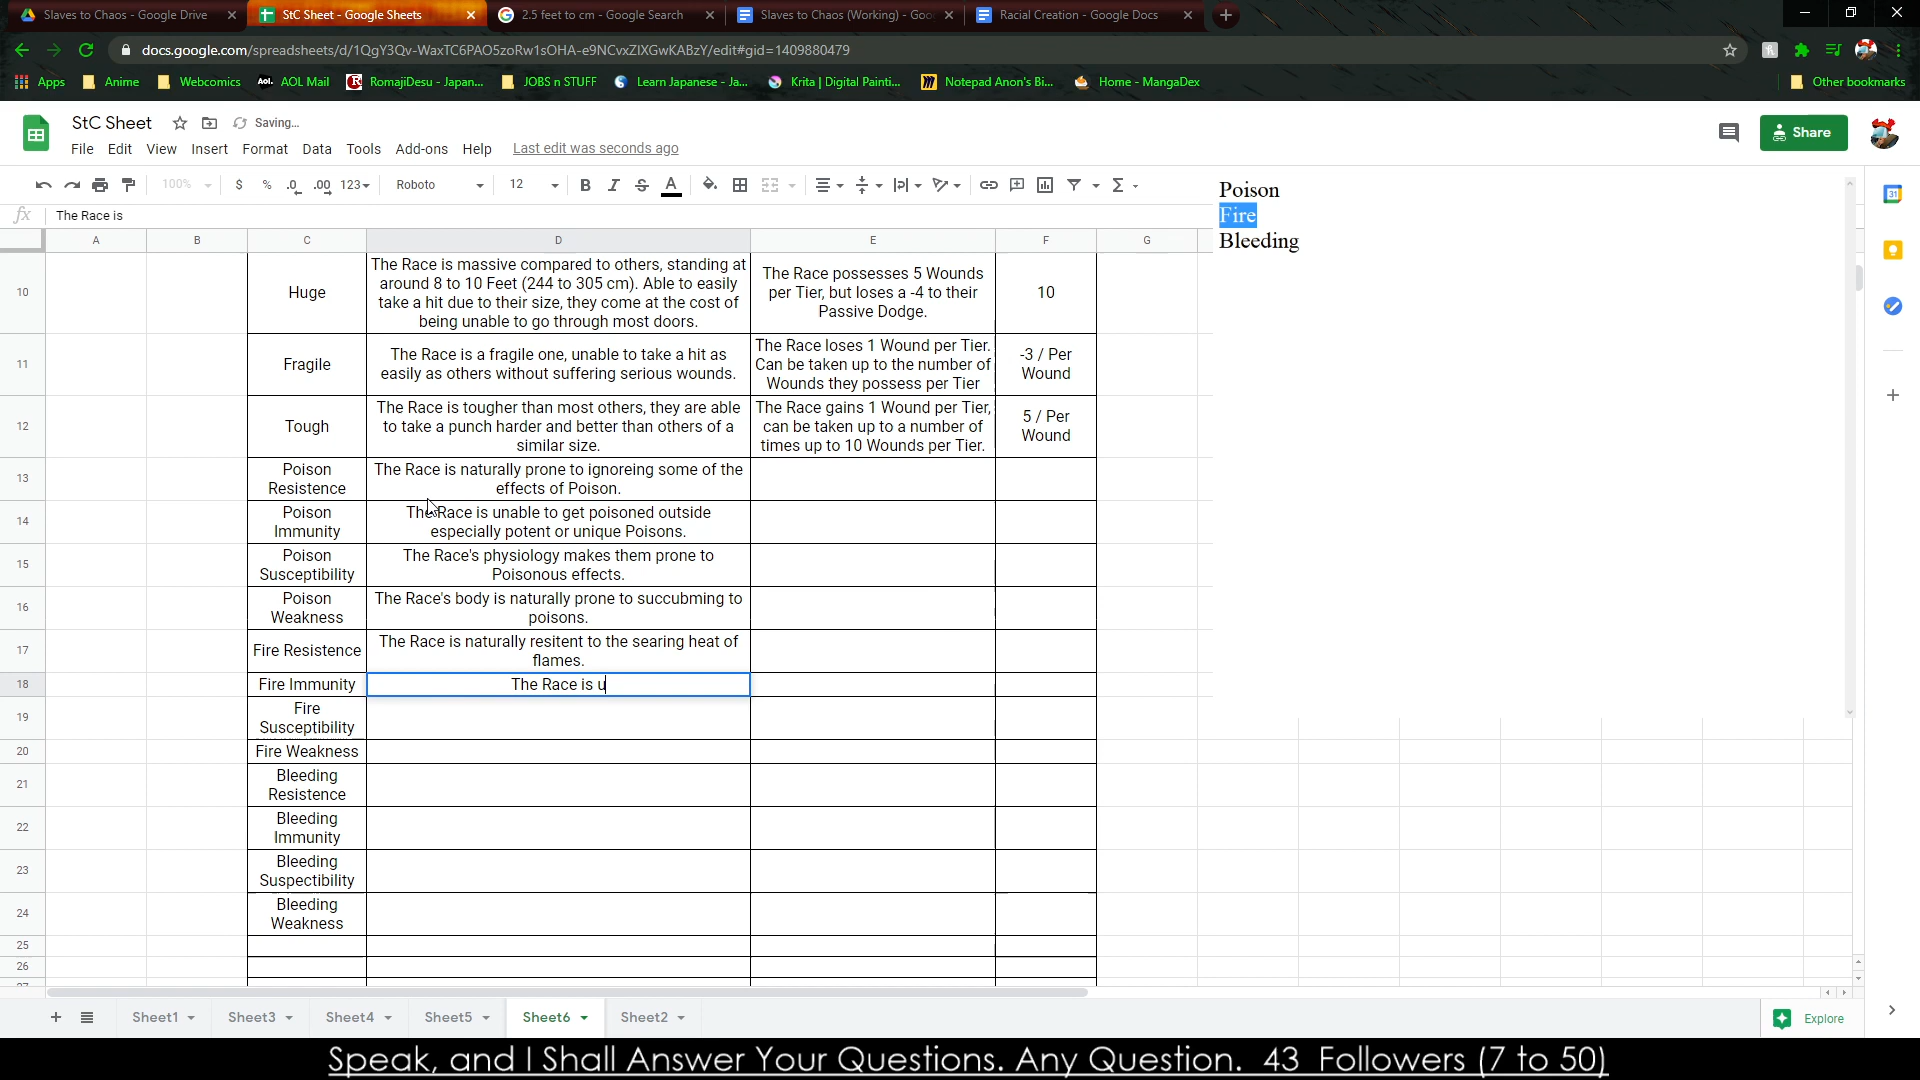 Slaves to Chaos - Google Drive
StC Sheet - Google Sheets
2.5 feet to cm - Google Search
Slaves to Chaos (Working) - Goo
Racial Creation - Google Docs
docs.google.com/spreadsheets/d/1QgY3Qv-WaxTC6PAO5zoRw1sOHA-e9NCvxZIXGwKABzY/edit#gid=1409880479
Apps
Anime
Webcomics
Aol. AOL Mail
RomajiDesu - Japan...
JOBS n STUFF
Learn Japanese - Ja...
Krita | Digital Painti...
Notepad Anon's Bi...
Home - MangaDex
Other bookmarks
StC Sheet
Saving...
File Edit View Insert Format Data Tools Add-ons Help Last edit was seconds ago
Share
100% $ % .0 .00 123 Roboto 12 B I S A
fx The Race is
A B C D E F G
10
Huge
The Race is massive compared to others, standing at
around 8 to 10 Feet (244 to 305 cm). Able to easily
take a hit due to their size, they come at the cost of
being unable to go through most doors.
The Race possesses 5 Wounds
per Tier, but loses a -4 to their
Passive Dodge.
10
11
Fragile
The Race is a fragile one, unable to take a hit as
easily as others without suffering serious wounds.
The Race loses 1 Wound per Tier.
Can be taken up to the number of
Wounds they possess per Tier
-3 / Per
Wound
12
Tough
The Race is tougher than most others, they are able
to take a punch harder and better than others of a
similar size.
The Race gains 1 Wound per Tier,
can be taken up to a number of
times up to 10 Wounds per Tier.
5 / Per
Wound
13
Poison
Resistence
The Race is naturally prone to ignoreing some of the
effects of Poison.
14
Poison
Immunity
The Race is unable to get poisoned outside
especially potent or unique Poisons.
15
Poison
Susceptibility
The Race's physiology makes them prone to
Poisonous effects.
16
Poison
Weakness
The Race's body is naturally prone to succubming to
poisons.
17
Fire Resistence
The Race is naturally resitent to the searing heat of
flames.
18
Fire Immunity
The Race is u
19
Fire
Susceptibility
20
Fire Weakness
21
Bleeding
Resistence
22
Bleeding
Immunity
23
Bleeding
Suspectibility
24
Bleeding
Weakness
25
26
27
Poison
Fire
Bleeding
31
Sheet1 Sheet3 Sheet4 Sheet5 Sheet6 Sheet2
Explore
Speak, and I Shall Answer Your Questions. Any Question. 43 Followers (7 to 50)